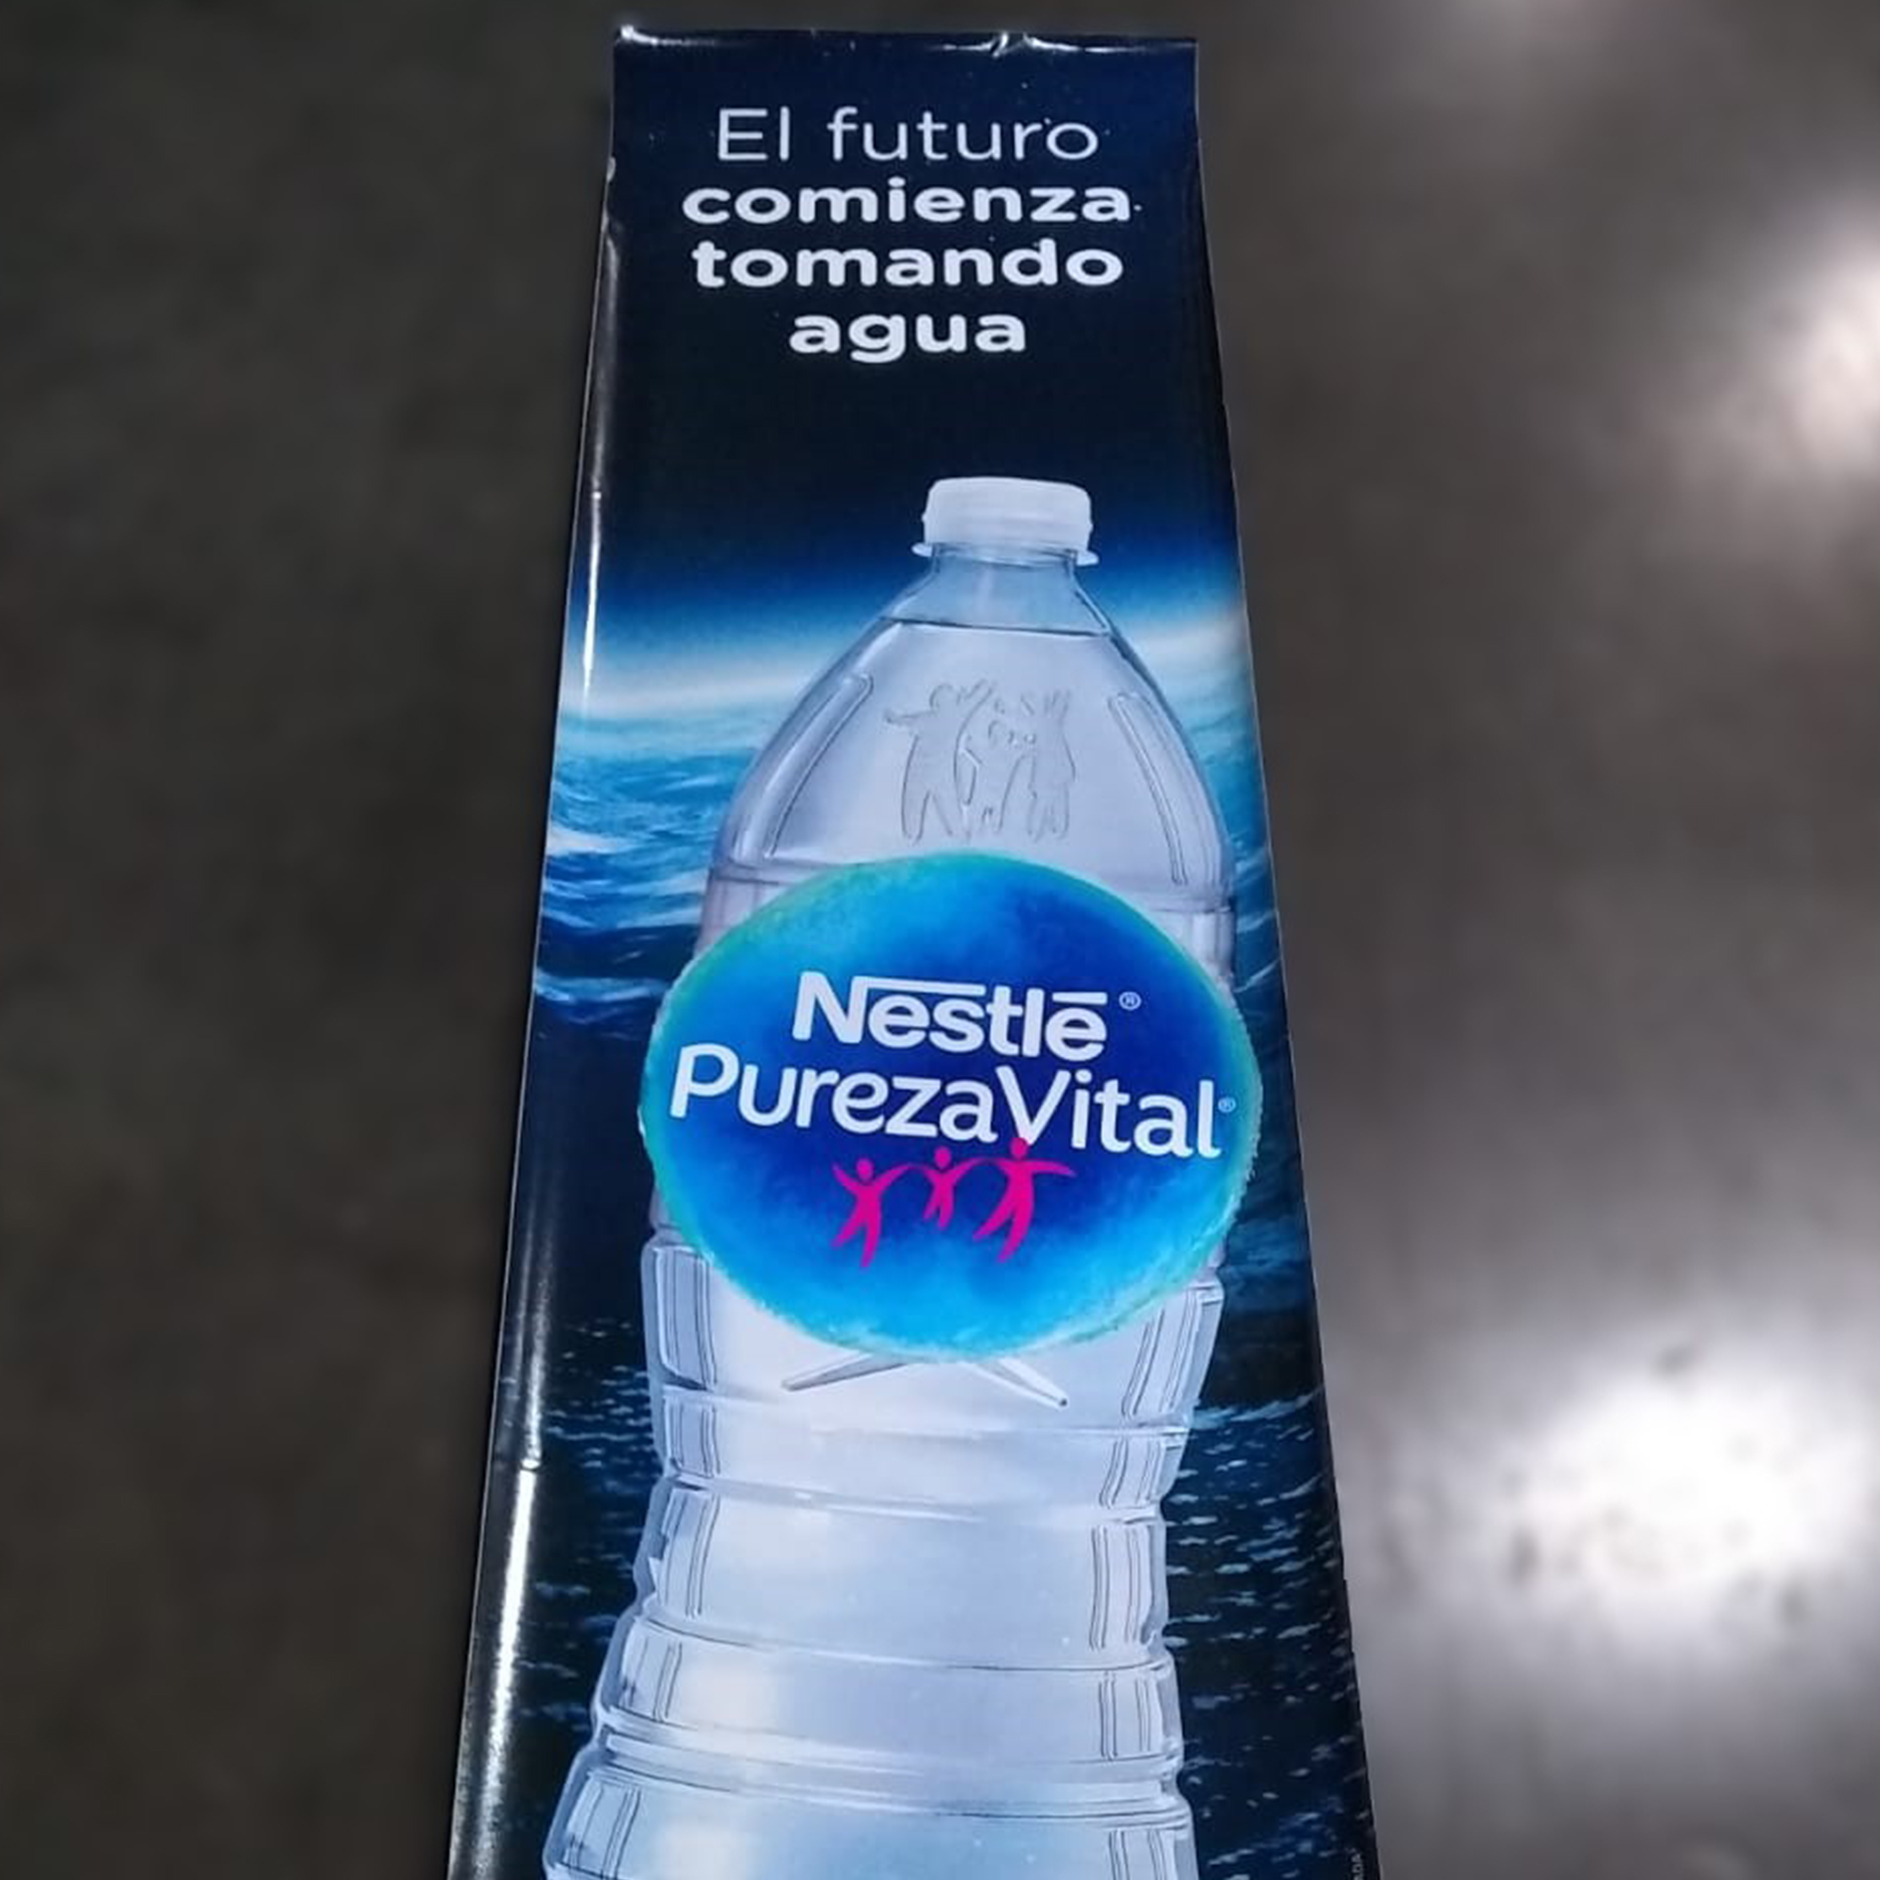 El futuro
comienza
tomando
agua
Nestlé®
PurezaVital®